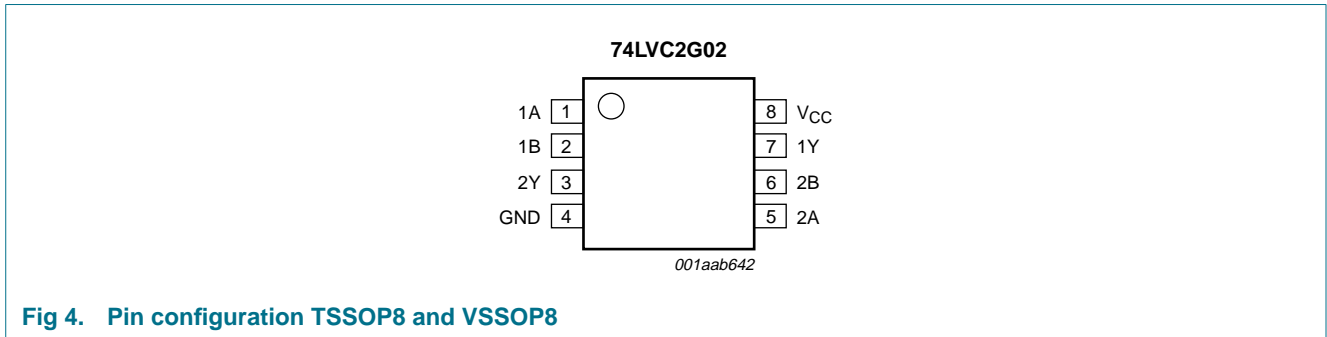 74LVC2G02
1A 1 8 VCC
1B 2 7 1Y
2Y 3 6 2B
GND 4 5 2A
001aab642
Fig 4. Pin configuration TSSOP8 and VSSOP8